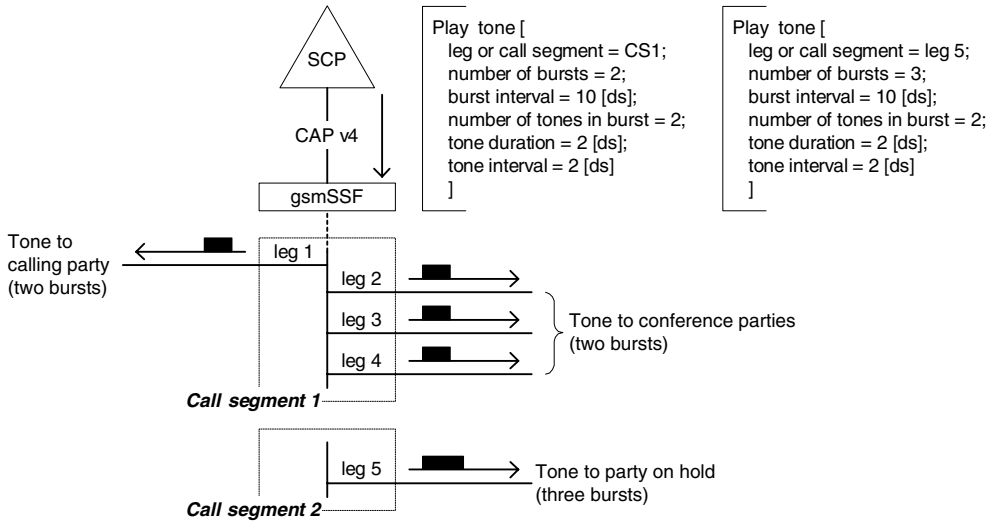 SCP
CAP v4
gsmSSF
Play tone [
leg or call segment = CS1;
number of bursts = 2;
burst interval = 10 [ds];
number of tones in burst = 2;
tone duration = 2 [ds];
tone interval = 2 [ds]
]
Play tone [
leg or call segment = leg 5;
number of bursts = 3;
burst interval = 10 [ds];
number of tones in burst = 2;
tone duration = 2 [ds];
tone interval = 2 [ds]
]
Tone to
calling party
(two bursts)
leg 1
leg 2
leg 3
leg 4
Tone to conference parties
(two bursts)
Call segment 1
leg 5
Tone to party on hold
(three bursts)
Call segment 2